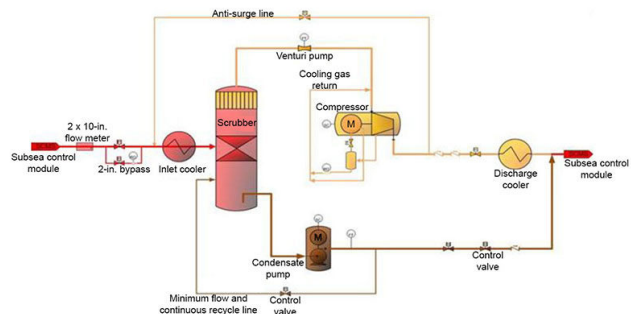 Anti-surge line
Venturi pump
Cooling gas
return
Compressor
M
Scrubber
2 x 10-in.
flow meter
Subsea control
module
2-in. bypass
Inlet cooler
Discharge
cooler
Subsea control
module
M
Condensate
pump
Control
valve
Minimum flow and
continuous recycle line
Control
valve